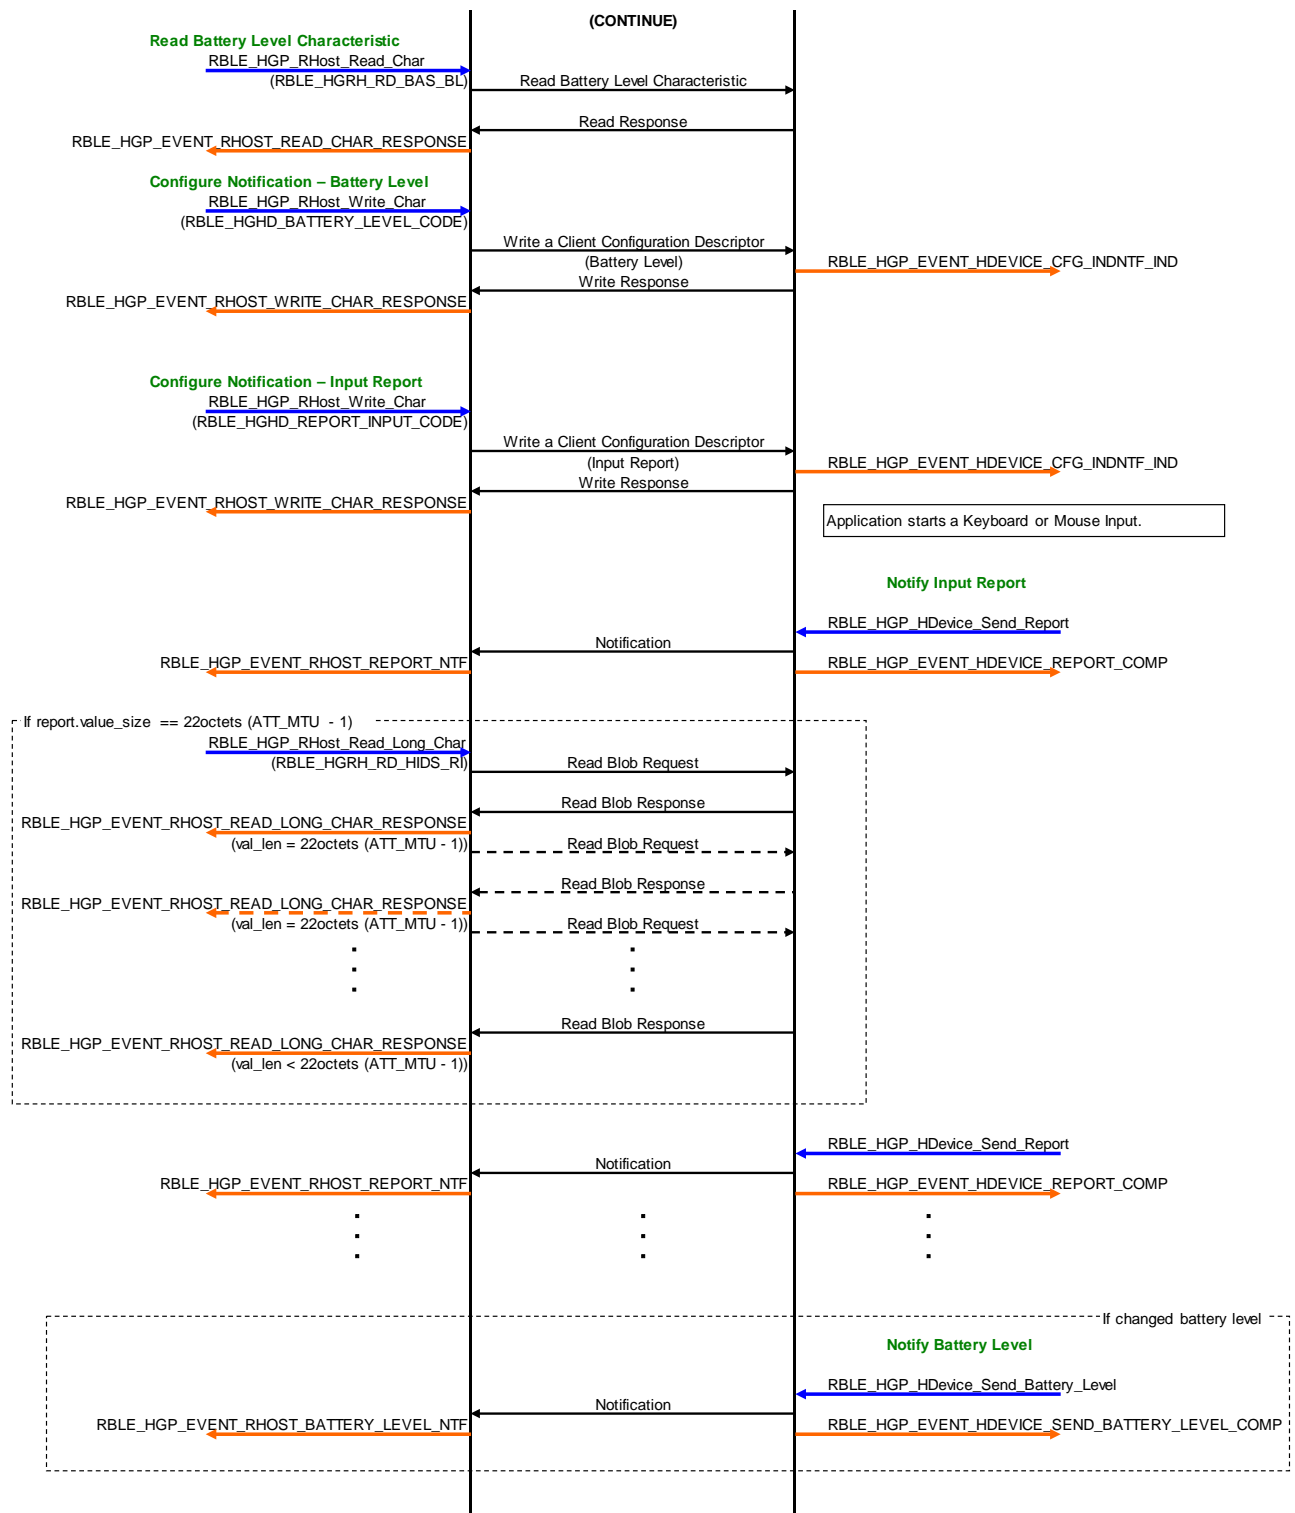 (CONTINUE)
Read Battery Level Characteristic
RBLE_HGP_RHost_Read_Char
(RBLE_HGRH_RD_BAS_BL)
Read Battery Level Characteristic
Read Response
RBLE_HGP_EVENT_RHOST_READ_CHAR_RESPONSE
Configure Notification – Battery Level
RBLE_HGP_RHost_Write_Char
(RBLE_HGHD_BATTERY_LEVEL_CODE)
Write a Client Configuration Descriptor
(Battery Level)
RBLE_HGP_EVENT_HDEVICE_CFG_INDNTF_IND
Write Response
RBLE_HGP_EVENT_RHOST_WRITE_CHAR_RESPONSE
Configure Notification – Input Report
RBLE_HGP_RHost_Write_Char
(RBLE_HGHD_REPORT_INPUT_CODE)
Write a Client Configuration Descriptor
(Input Report)
RBLE_HGP_EVENT_HDEVICE_CFG_INDNTF_IND
Write Response
RBLE_HGP_EVENT_RHOST_WRITE_CHAR_RESPONSE
Application starts a Keyboard or Mouse Input.
Notify Input Report
RBLE_HGP_HDevice_Send_Report
Notification
RBLE_HGP_EVENT_RHOST_REPORT_NTF
RBLE_HGP_EVENT_HDEVICE_REPORT_COMP
If report.value_size == 22octets (ATT_MTU - 1)
RBLE_HGP_RHost_Read_Long_Char
(RBLE_HGRH_RD_HIDS_RI)
Read Blob Request
Read Blob Response
RBLE_HGP_EVENT_RHOST_READ_LONG_CHAR_RESPONSE
(val_len = 22octets (ATT_MTU - 1))
Read Blob Request
Read Blob Response
RBLE_HGP_EVENT_RHOST_READ_LONG_CHAR_RESPONSE
(val_len = 22octets (ATT_MTU - 1))
Read Blob Request
Read Blob Response
RBLE_HGP_EVENT_RHOST_READ_LONG_CHAR_RESPONSE
(val_len < 22octets (ATT_MTU - 1))
RBLE_HGP_HDevice_Send_Report
Notification
RBLE_HGP_EVENT_RHOST_REPORT_NTF
RBLE_HGP_EVENT_HDEVICE_REPORT_COMP
If changed battery level
Notify Battery Level
RBLE_HGP_HDevice_Send_Battery_Level
Notification
RBLE_HGP_EVENT_RHOST_BATTERY_LEVEL_NTF
RBLE_HGP_EVENT_HDEVICE_SEND_BATTERY_LEVEL_COMP